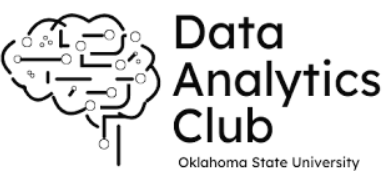 Data
Analytics
Club
Oklahoma State University